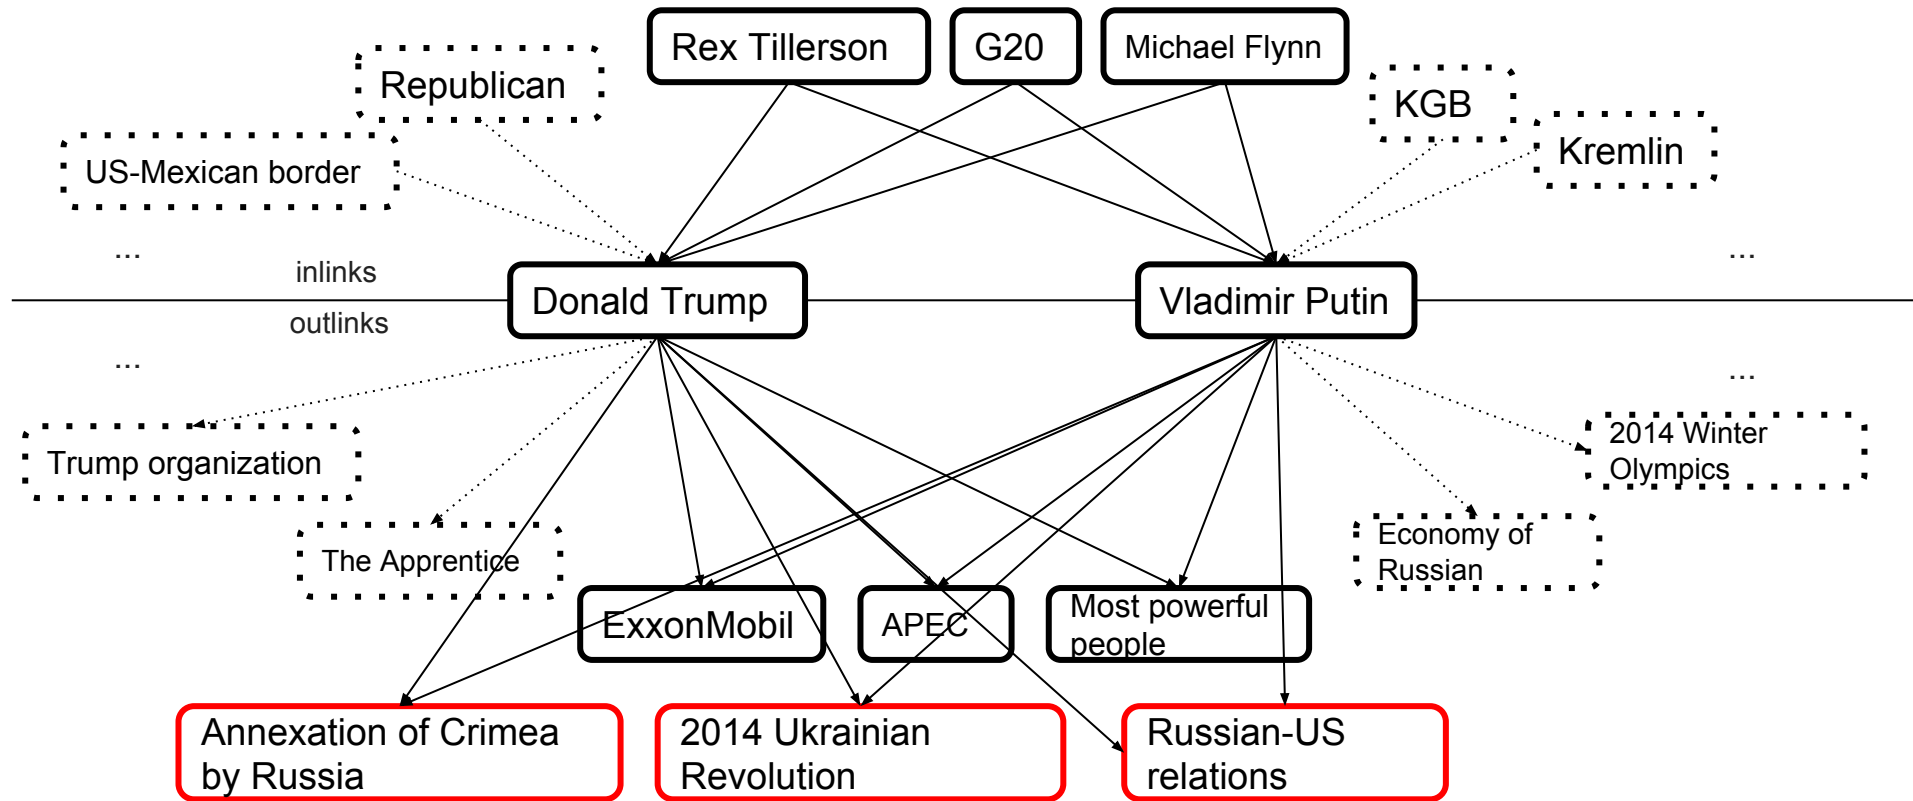 Rex Tillerson
G20
Michael Flynn
Republican
KGB
Kremlin
US-Mexican border
...
inlinks
...
Donald Trump
Vladimir Putin
outlinks
...
...
Trump organization
2014 Winter
Olympics
The Apprentice
Economy of
Russian
ExxonMobil
APEC
Most powerful
people
Annexation of Crimea
by Russia
2014 Ukrainian
Revolution
Russian-US
relations